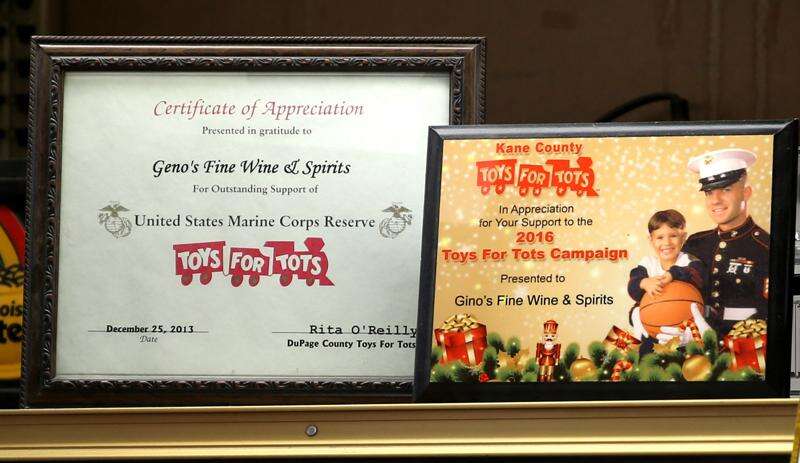 Certificate of Appreciation
Presented in gratitude to
Geno's Fine Wine & Spirits
For Outstanding Support of
United States Marine Corps Reserve
TOYS FOR TOTS
December 25, 2013
Date
Rita O'Reilly
DuPage County Toys For Tots
Kane County
TOYS FOR TOTS
In Appreciation
for Your Support to the
2016
Toys For Tots Campaign
Presented to
Gino's Fine Wine & Spirits